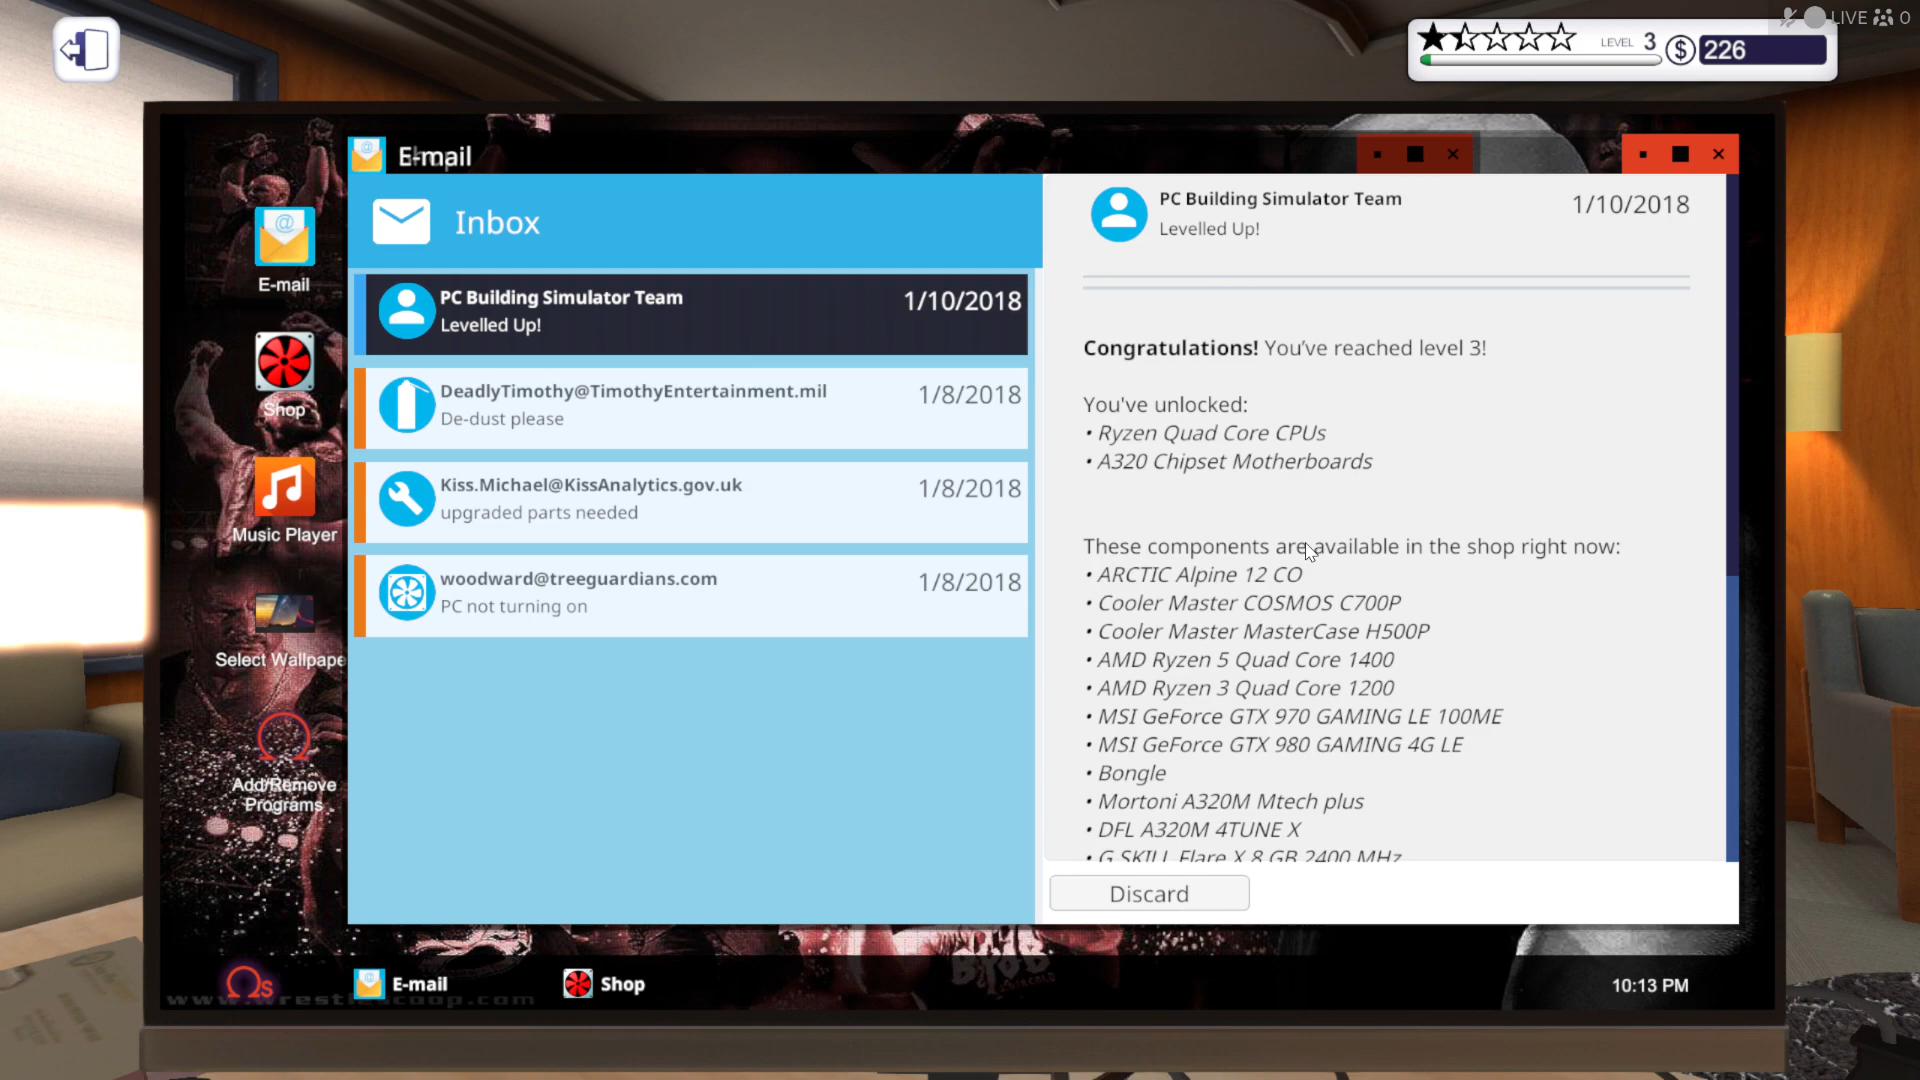 LIVE 0
LEVEL 3 $ 226
E-mail
Inbox
PC Building Simulator Team 1/10/2018
Levelled Up!
DeadlyTimothy@TimothyEntertainment.mil 1/8/2018
De-dust please
Kiss.Michael@KissAnalytics.gov.uk 1/8/2018
upgraded parts needed
woodward@treeguardians.com 1/8/2018
PC not turning on
PC Building Simulator Team 1/10/2018
Levelled Up!
Congratulations! You've reached level 3!
You've unlocked:
• Ryzen Quad Core CPUs
• A320 Chipset Motherboards
These components are available in the shop right now:
• ARCTIC Alpine 12 CO
• Cooler Master COSMOS C700P
• Cooler Master MasterCase H500P
• AMD Ryzen 5 Quad Core 1400
• AMD Ryzen 3 Quad Core 1200
• MSI GeForce GTX 970 GAMING LE 100ME
• MSI GeForce GTX 980 GAMING 4G LE
• Bongle
• Mortoni A320M Mtech plus
• DFL A320M 4TUNE X
• G.SKILL Flare X 8 GB 2400 MHz
Discard
E-mail
Shop
Music Player
Select Wallpape
Add/Remove
Programs
E-mail Shop 10:13 PM